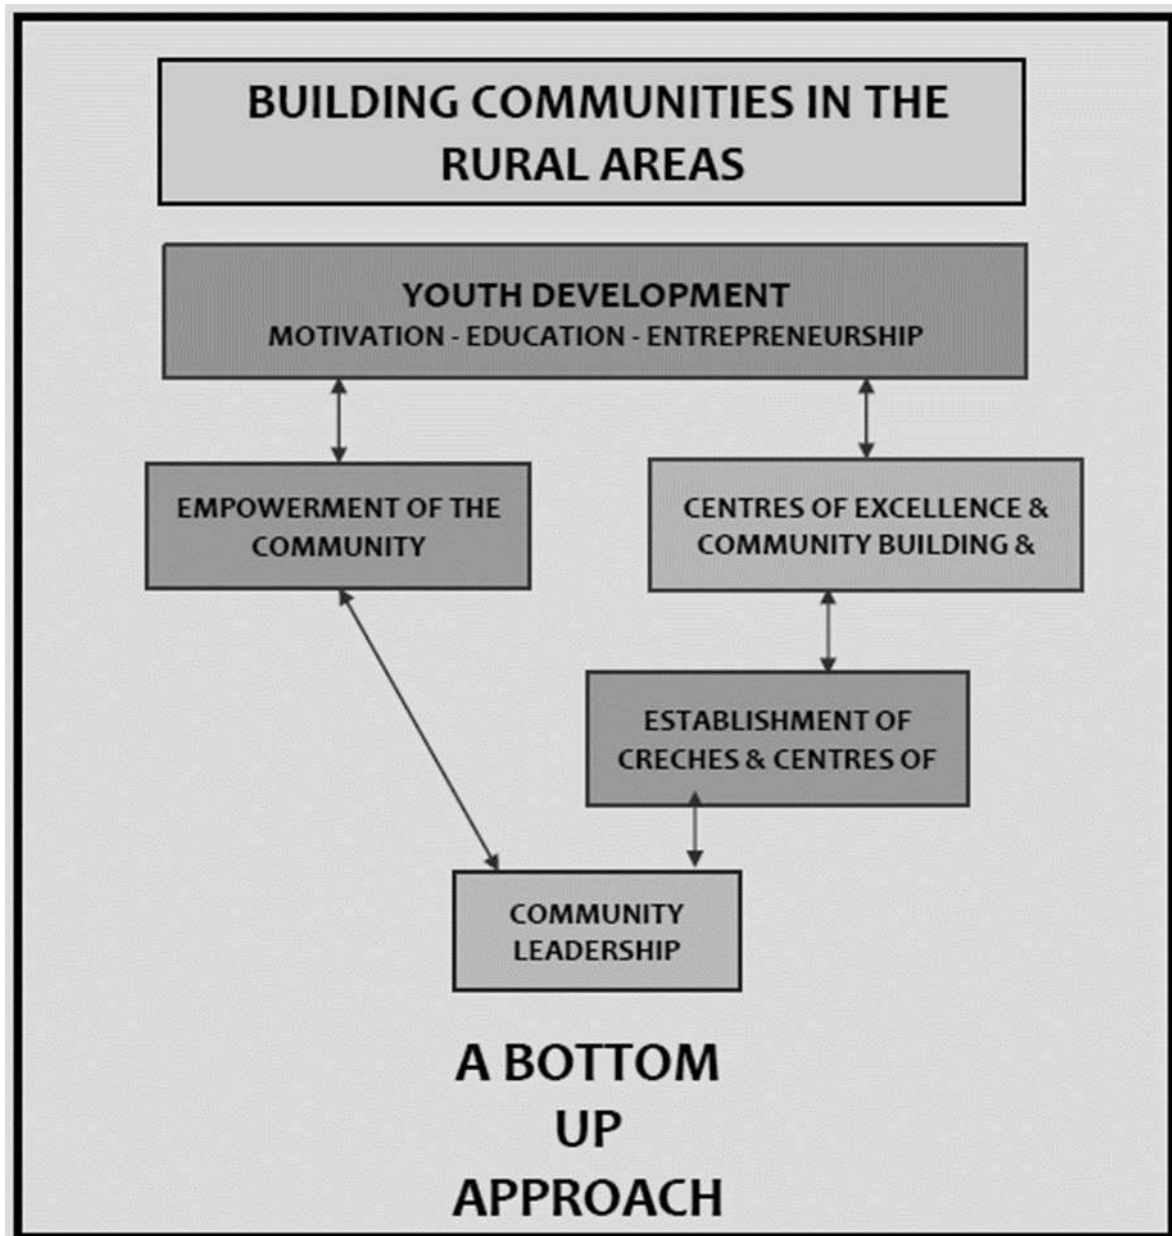 BUILDING COMMUNITIES IN THE
RURAL AREAS
YOUTH DEVELOPMENT
MOTIVATION - EDUCATION - ENTREPRENEURSHIP
EMPOWERMENT OF THE
COMMUNITY
CENTRES OF EXCELLENCE &
COMMUNITY BUILDING &
ESTABLISHMENT OF
CRECHES & CENTRES OF
COMMUNITY
LEADERSHIP
A BOTTOM
UP
APPROACH